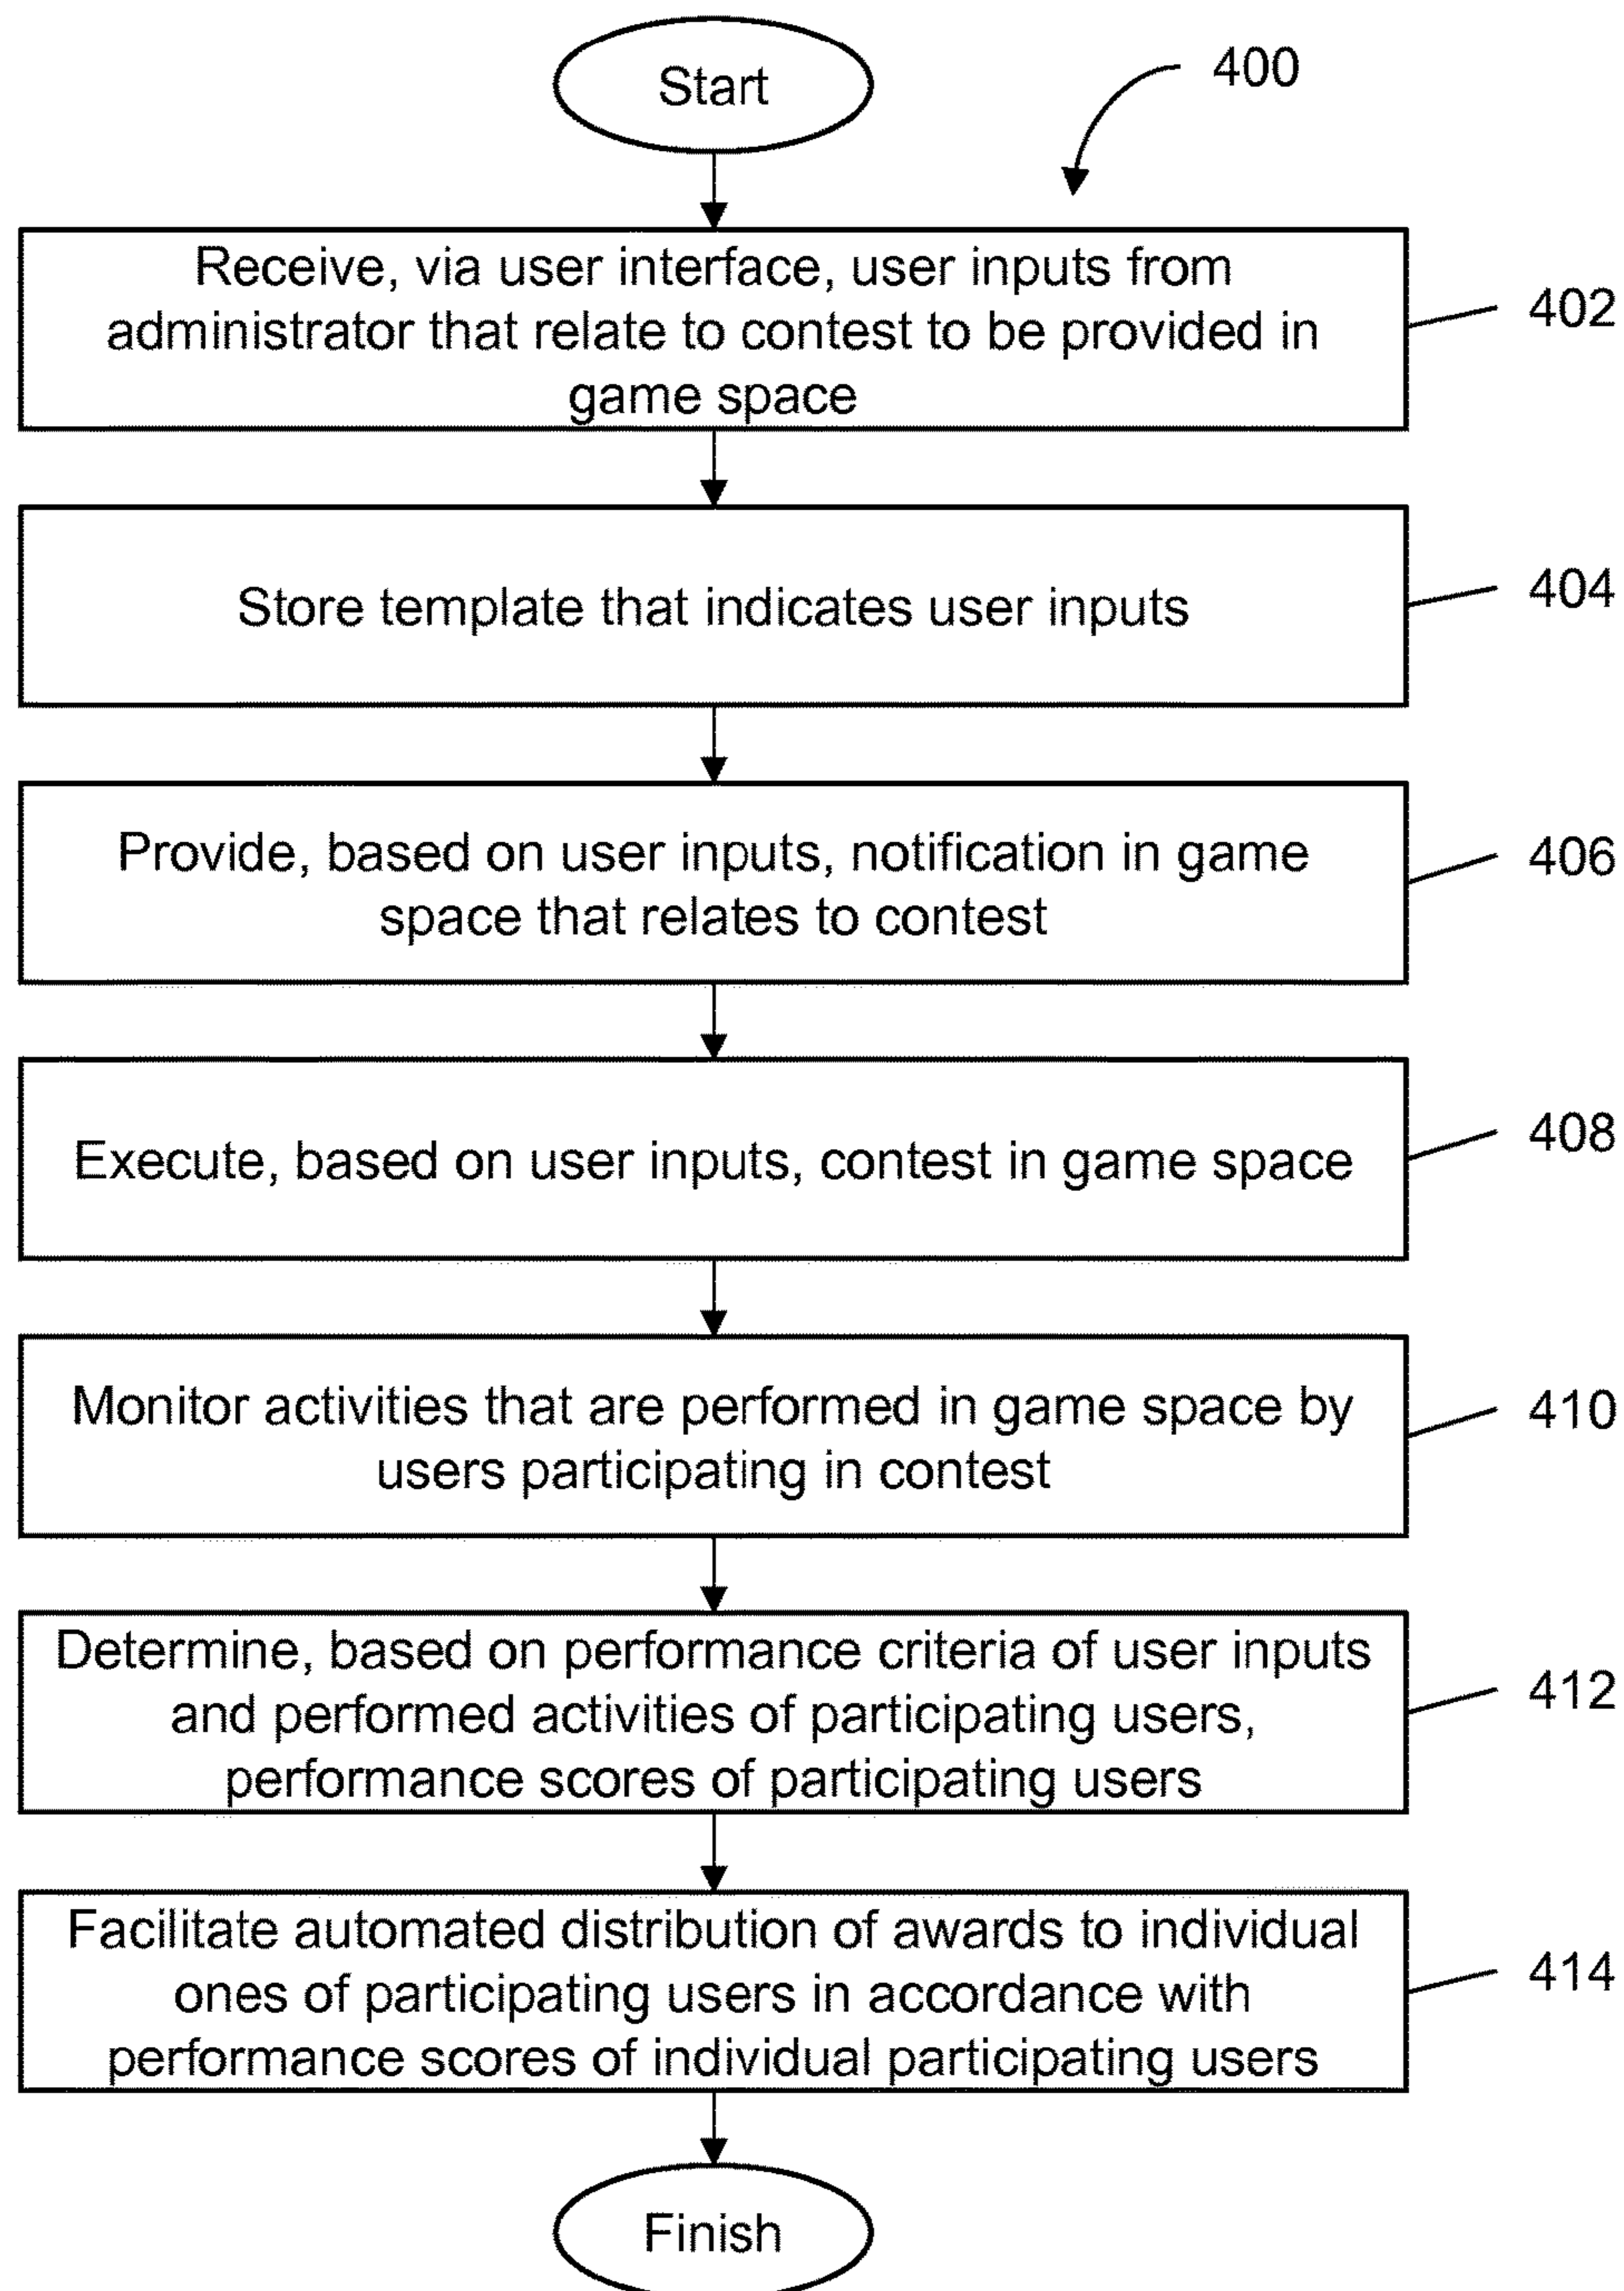 Start
400
Receive, via user interface, user inputs from
administrator that relate to contest to be provided in
game space
402
Store template that indicates user inputs
404
Provide, based on user inputs, notification in game
space that relates to contest
406
Execute, based on user inputs, contest in game space
408
Monitor activities that are performed in game space by
users participating in contest
410
Determine, based on performance criteria of user inputs
and performed activities of participating users,
performance scores of participating users
412
Facilitate automated distribution of awards to individual
ones of participating users in accordance with
performance scores of individual participating users
414
Finish